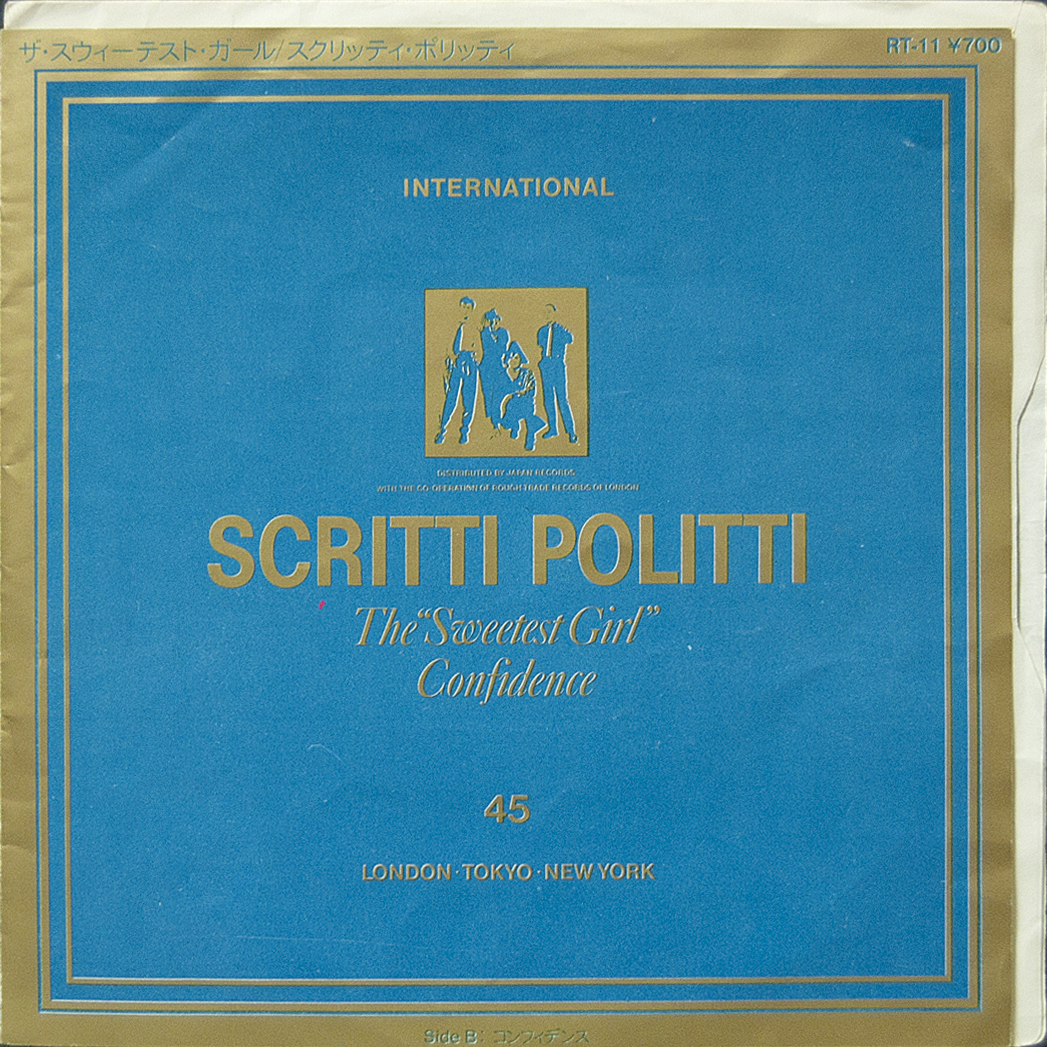 ザ・スウィーテスト・ガール/スクリッティ・ポリッティ RT-11 ¥700
INTERNATIONAL
DISTRIBUTED BY JAPAN RECORDS
WITH THE CO-OPERATION OF ROUGH TRADE RECORDS OF LONDON
SCRITTI POLITTI
The “Sweetest Girl”
Confidence
45
LONDON·TOKYO·NEW YORK
Side B: コンフィデンス